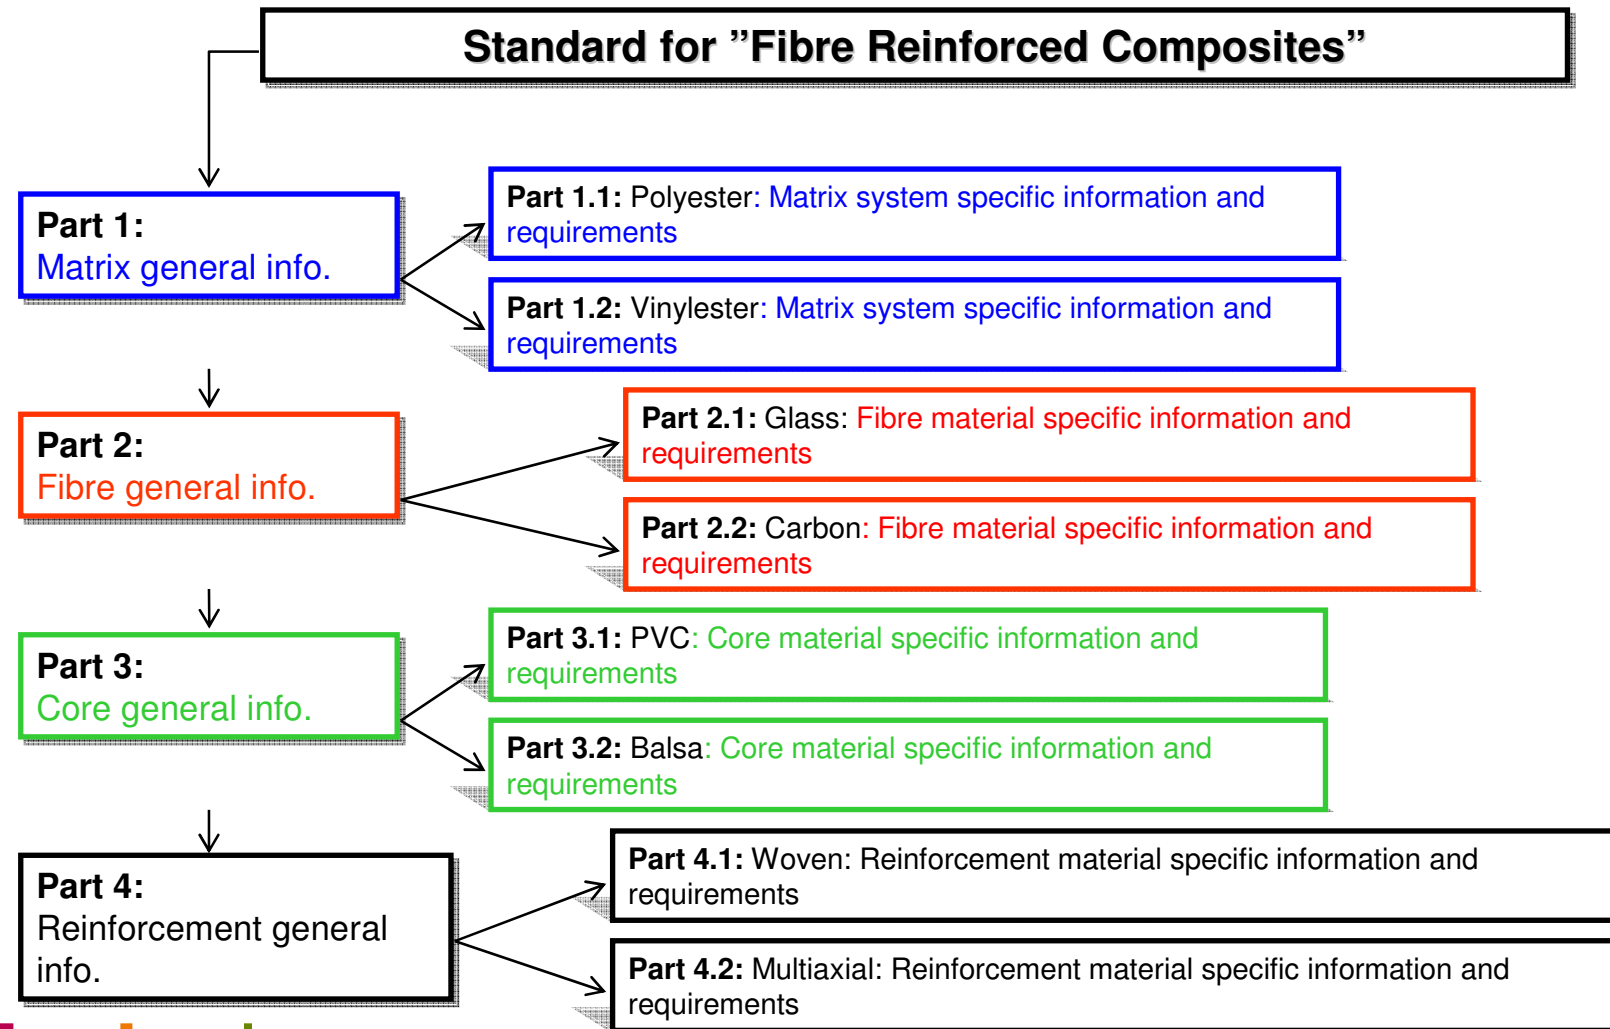 Standard for ”Fibre Reinforced Composites”
Part 1:
Matrix general info.
Part 1.1: Polyester: Matrix system specific information and
requirements
Part 1.2: Vinylester: Matrix system specific information and
requirements
Part 2:
Fibre general info.
Part 2.1: Glass: Fibre material specific information and
requirements
Part 2.2: Carbon: Fibre material specific information and
requirements
Part 3:
Core general info.
Part 3.1: PVC: Core material specific information and
requirements
Part 3.2: Balsa: Core material specific information and
requirements
Part 4:
Reinforcement general
info.
Part 4.1: Woven: Reinforcement material specific information and
requirements
Part 4.2: Multiaxial: Reinforcement material specific information and
requirements